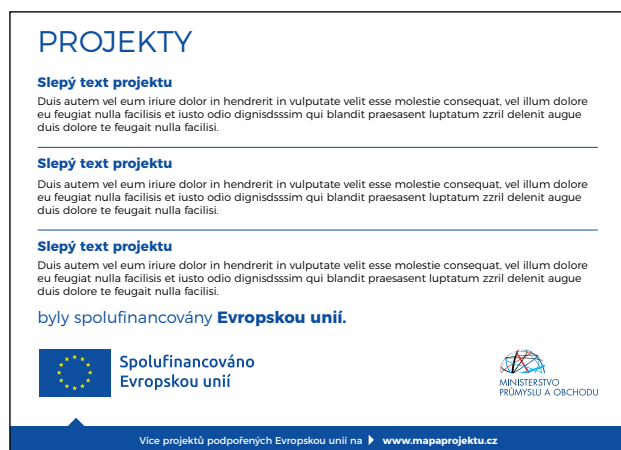 PROJEKTY
Slepý text projektu
Duis autem vel eum iriure dolor in hendrerit in vulputate velit esse molestie consequat, vel illum dolore
eu feugiat nulla facilisis et iusto odio dignisdsssim qui blandit praesasent luptatum zzril delenit augue
duis dolore te feugait nulla facilisi.
Slepý text projektu
Duis autem vel eum iriure dolor in hendrerit in vulputate velit esse molestie consequat, vel illum dolore
eu feugiat nulla facilisis et iusto odio dignisdsssim qui blandit praesasent luptatum zzril delenit augue
duis dolore te feugait nulla facilisi.
Slepý text projektu
Duis autem vel eum iriure dolor in hendrerit in vulputate velit esse molestie consequat, vel illum dolore
eu feugiat nulla facilisis et iusto odio dignisdsssim qui blandit praesasent luptatum zzril delenit augue
duis dolore te feugait nulla facilisi.
byly spolufinancovány Evropskou unií.
Spolufinancováno
Evropskou unií
MINISTERSTVO
PRŮMYSLU A OBCHODU
Více projektů podpořených Evropskou unií na www.mapaprojektu.cz